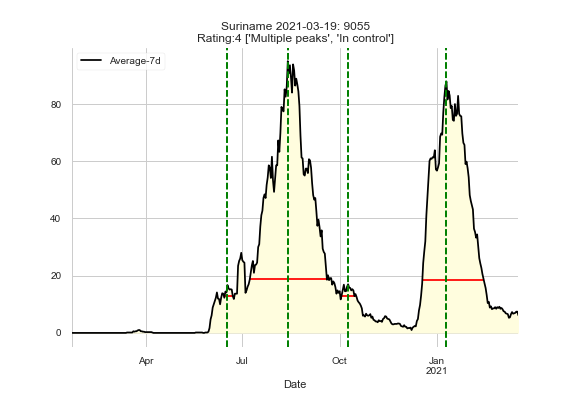 Suriname 2021-03-19: 9055
Rating:4 ['Multiple peaks', 'In control']
Average-7d
80
60
40
20
0
Apr
Jul
Oct
Jan
2021
Date